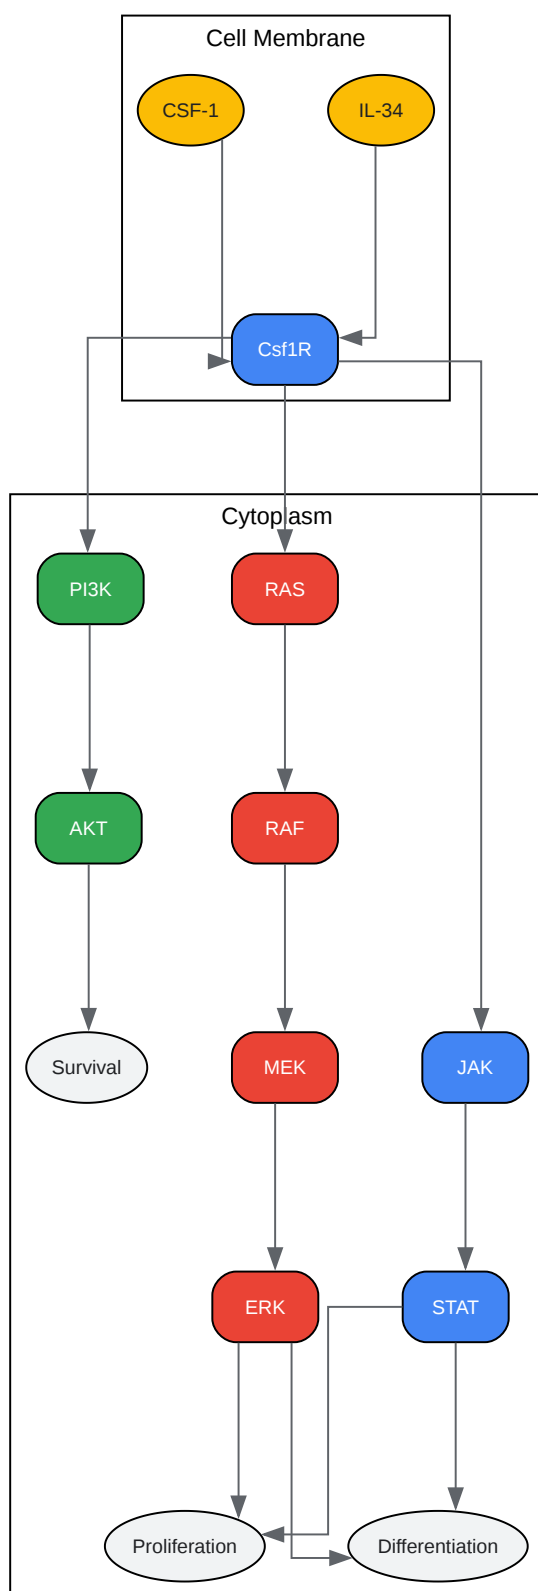 Cell Membrane
CSF-1
IL-34
Csf1R
Cytoplasm
PI3K
RAS
AKT
RAF
Survival
MEK
JAK
ERK
STAT
Proliferation
Differentiation